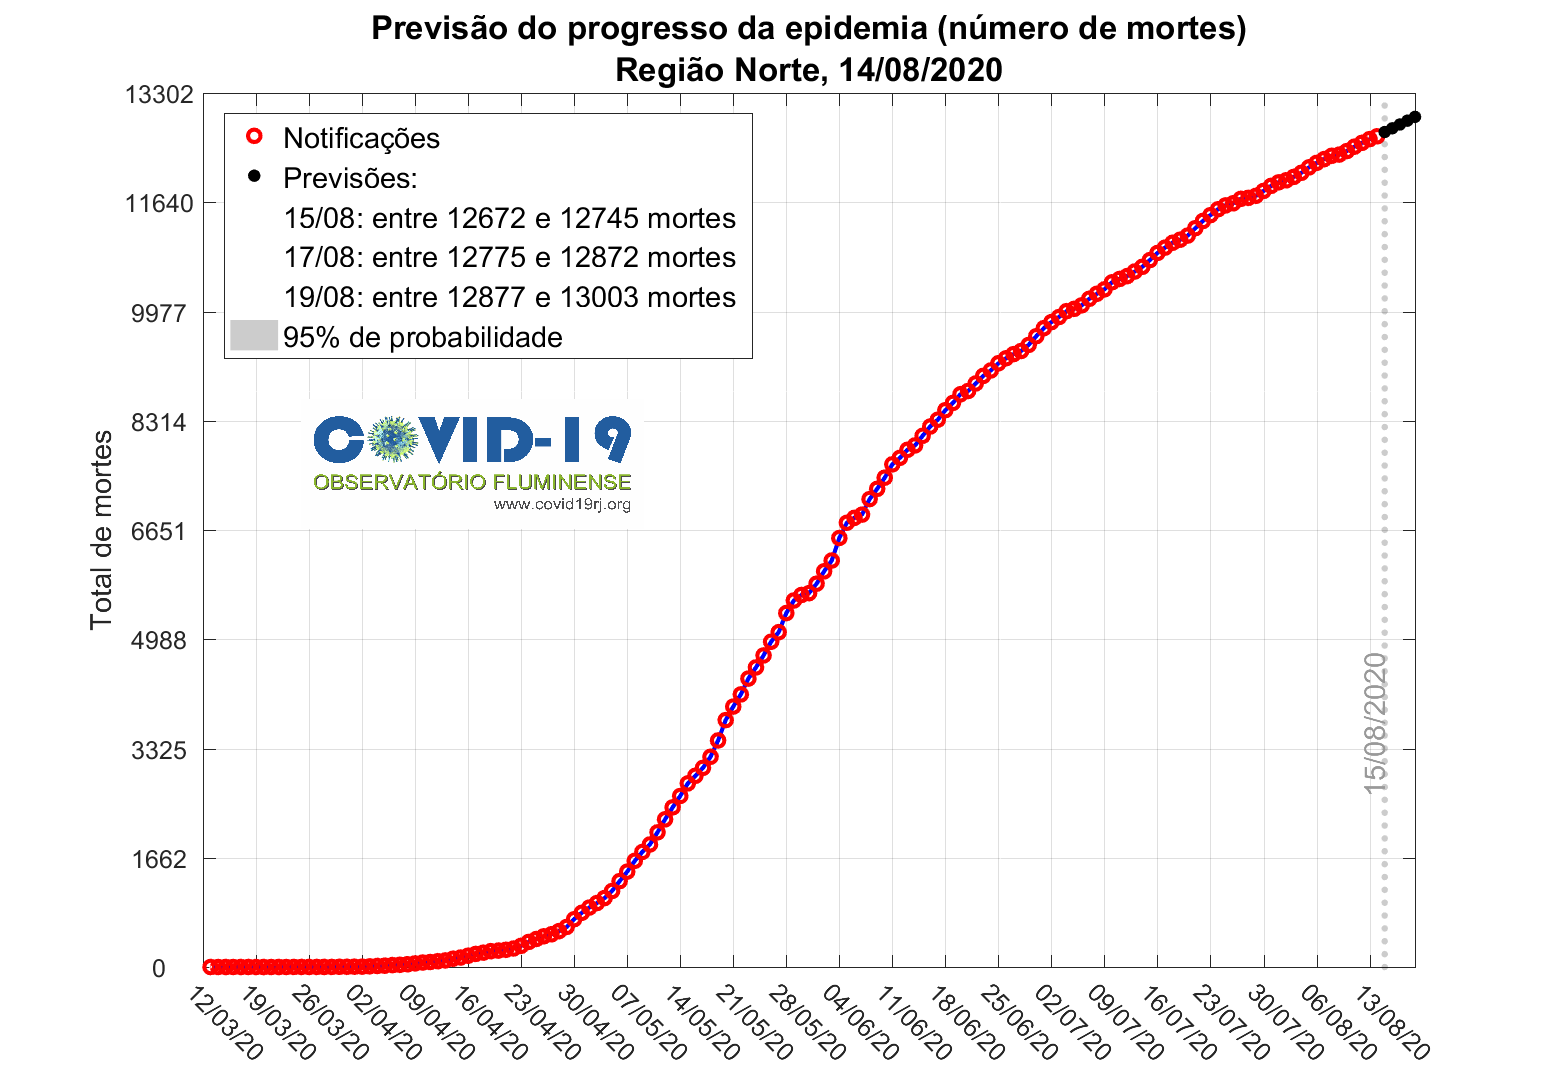 Previsão do progresso da epidemia (número de mortes)
Região Norte, 14/08/2020
13302
11640
9977
8314
6651
4988
3325
1662
0
Total de mortes
Notificações
Previsões:
15/08: entre 12672 e 12745 mortes
17/08: entre 12775 e 12872 mortes
19/08: entre 12877 e 13003 mortes
95% de probabilidade
COVID-19
OBSERVATÓRIO FLUMINENSE
www.covid19rj.org
15/08/2020
12/03/20
19/03/20
26/03/20
02/04/20
09/04/20
16/04/20
23/04/20
30/04/20
07/05/20
14/05/20
21/05/20
28/05/20
04/06/20
11/06/20
18/06/20
25/06/20
02/07/20
09/07/20
16/07/20
23/07/20
30/07/20
06/08/20
13/08/20